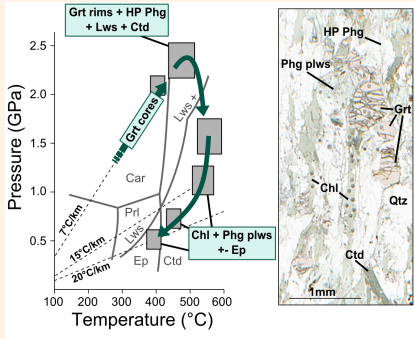 Grt rims + HP Phg
+ Lws + Ctd
2.5
2.0
1.5
1.0
0.5
Pressure (GPa)
Grt cores
Lws +
Car
Prl
Lws
Ep
Ctd
7°C/km
15°C/km
20°C/km
Chl + Phg plws
+- Ep
100
200
300
400
500
600
Temperature (°C)
HP Phg
Phg plws
Grt
Chl
Qtz
Ctd
1mm